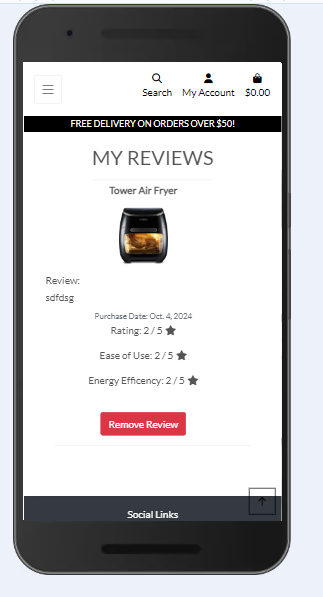 Search My Account $0.00
FREE DELIVERY ON ORDERS OVER $50!
MY REVIEWS
Tower Air Fryer
Review:
sdfdsg
Purchase Date: Oct. 4, 2024
Rating: 2 / 5
Ease of Use: 2 / 5
Energy Efficency: 2 / 5
Remove Review
Social Links